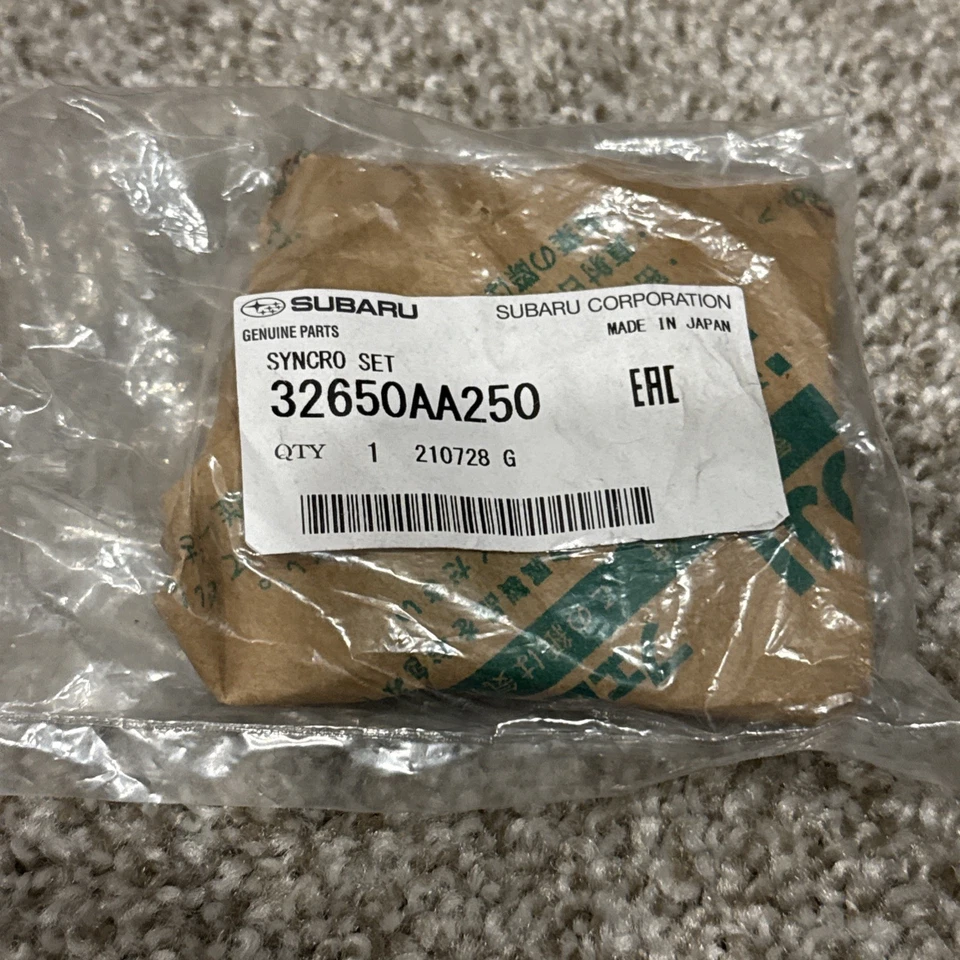 SUBARU
SUBARU CORPORATION
GENUINE PARTS
MADE IN JAPAN
SYNCRO SET
32650AA250
EAC
QTY 1 210728 G